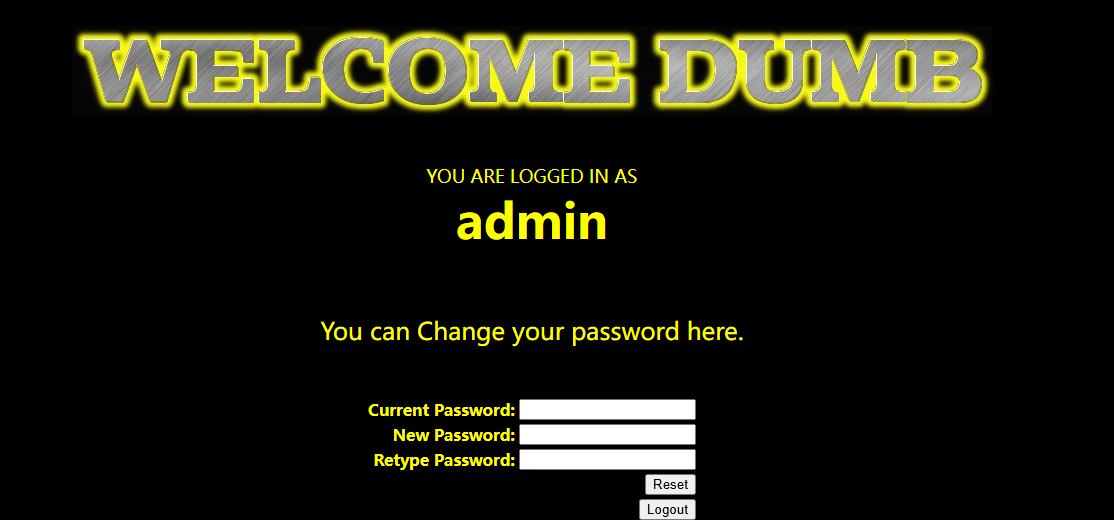 WELCOME DUMB
YOU ARE LOGGED IN AS
admin
You can Change your password here.
Current Password:
New Password:
Retype Password:
Reset
Logout